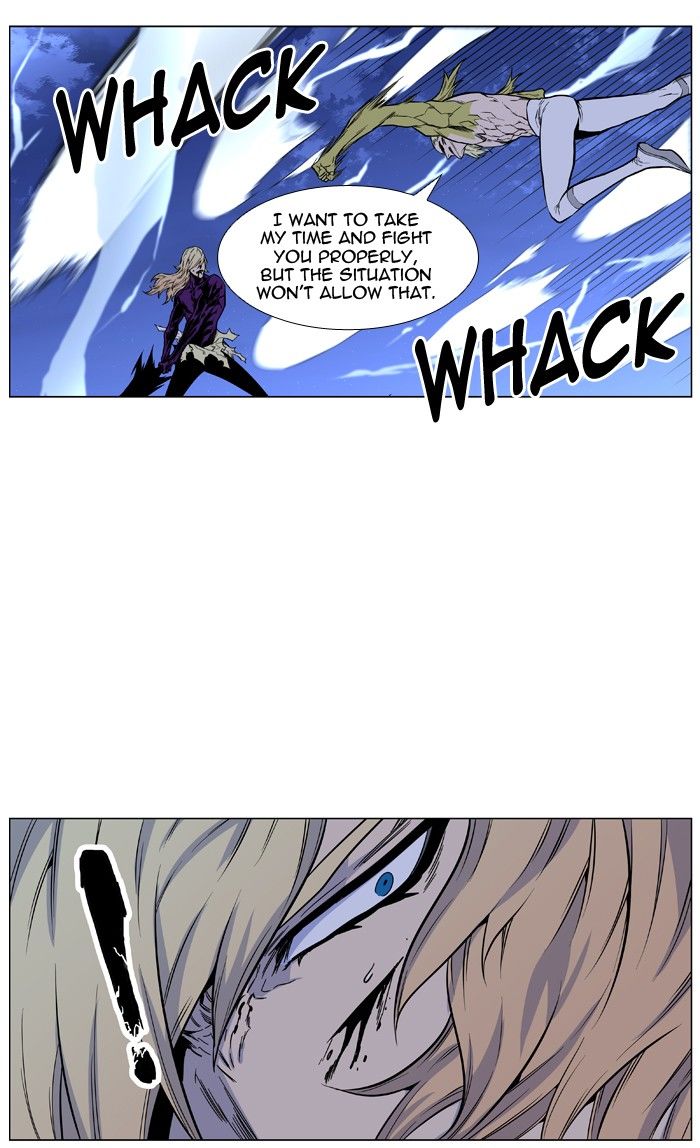 WHACK
I WANT TO TAKE
MY TIME AND FIGHT
YOU PROPERLY,
BUT THE SITUATION
WON'T ALLOW THAT.
WHACK
!